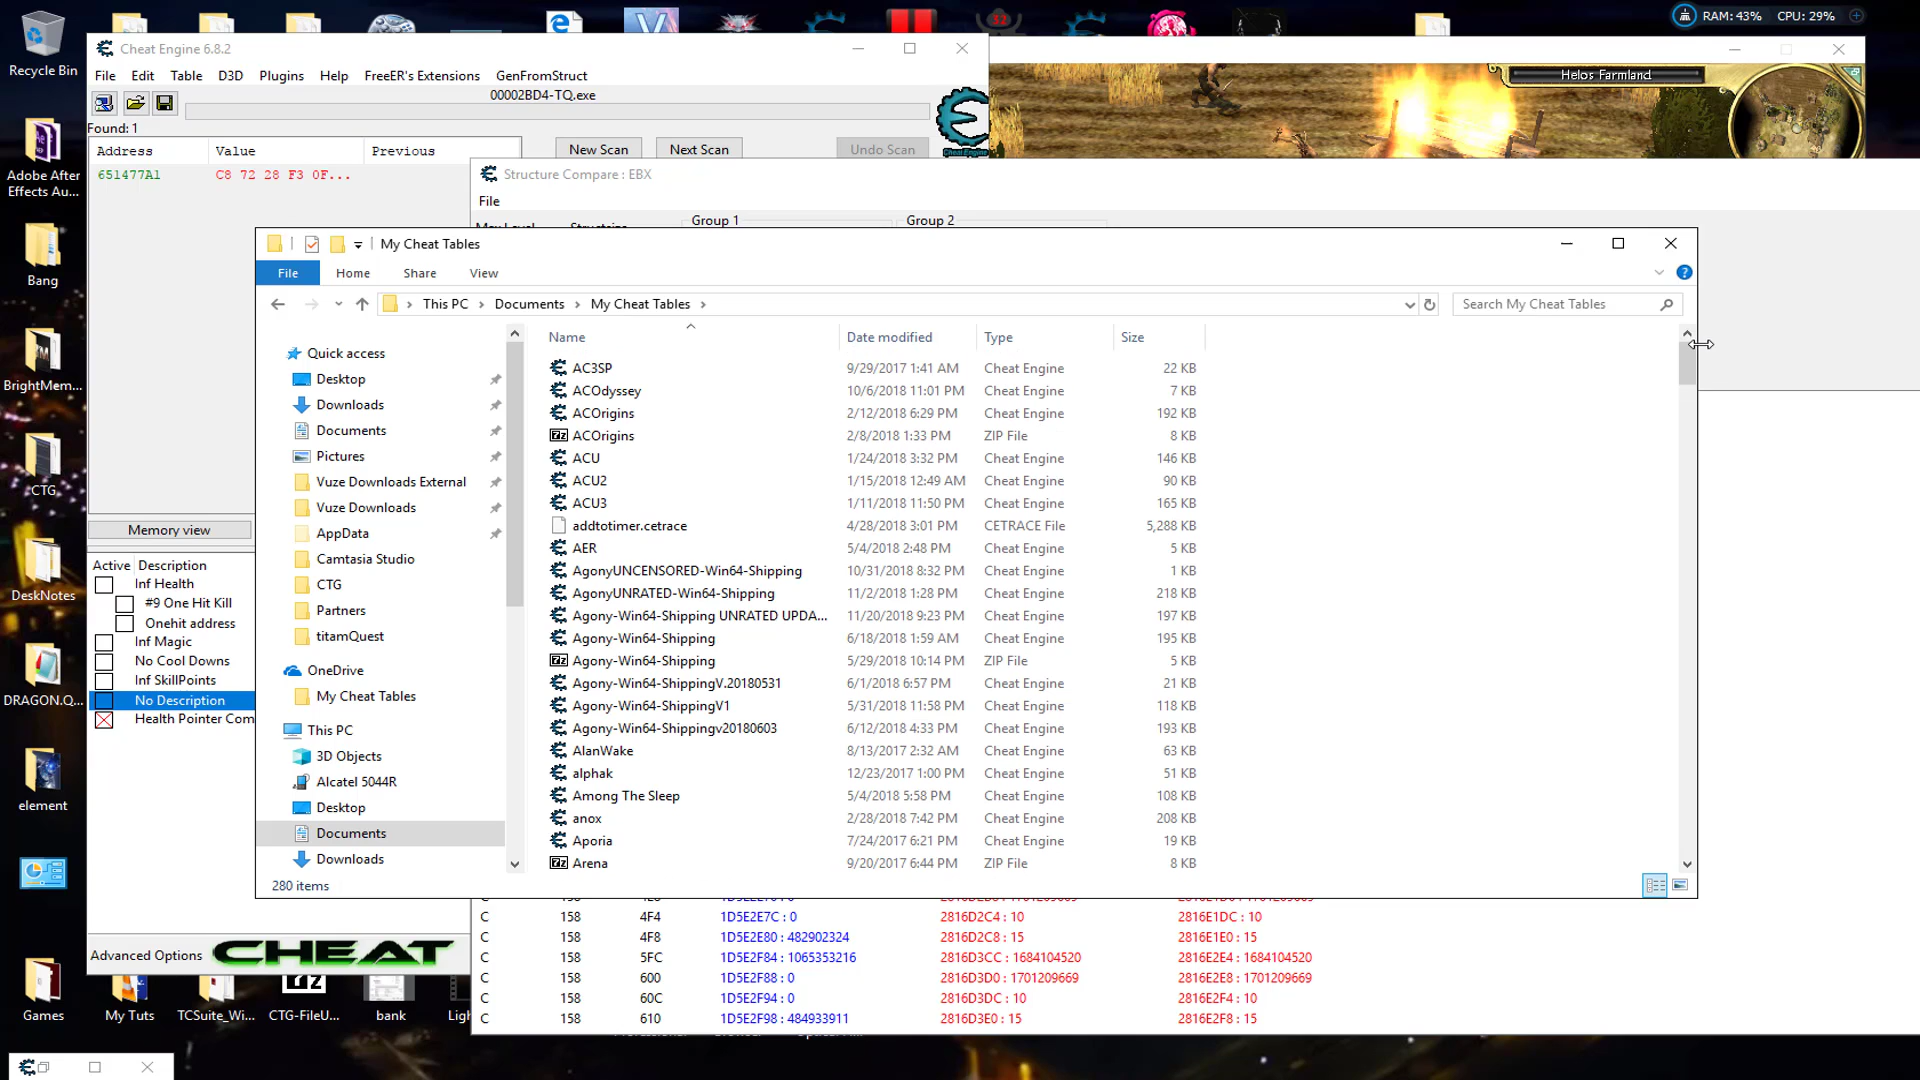 RAM: 43% CPU: 29%
Recycle Bin
Cheat Engine 6.8.2
File Edit Table D3D Plugins Help FreeER's Extensions GenFromStruct
00002BD4-TQ.exe
Helos Farmland
Found: 1
Address Value Previous
New Scan Next Scan Undo Scan
651477A1 C8 72 28 F3 0F...
Cheat Engine
Adobe After
Effects Au...
Structure Compare : EBX
File
Group 1 Group 2
My Cheat Tables
File Home Share View
This PC Documents My Cheat Tables
Search My Cheat Tables
Name Date modified Type Size
Quick access
Desktop
Downloads
Documents
Pictures
Vuze Downloads External
Vuze Downloads
AppData
Camtasia Studio
CTG
Partners
titamQuest
OneDrive
My Cheat Tables
This PC
3D Objects
Alcatel 5044R
Desktop
Documents
Downloads
AC3SP 9/29/2017 1:41 AM Cheat Engine 22 KB
ACOdyssey 10/6/2018 11:01 PM Cheat Engine 7 KB
ACOrigins 2/12/2018 6:29 PM Cheat Engine 192 KB
ACOrigins 2/8/2018 1:33 PM ZIP File 8 KB
ACU 1/24/2018 3:32 PM Cheat Engine 146 KB
ACU2 1/15/2018 12:49 AM Cheat Engine 90 KB
ACU3 1/11/2018 11:50 PM Cheat Engine 165 KB
addtotimer.cetrace 4/28/2018 3:01 PM CETRACE File 5,288 KB
AER 5/4/2018 2:48 PM Cheat Engine 5 KB
AgonyUNCENSORED-Win64-Shipping 10/31/2018 8:32 PM Cheat Engine 1 KB
AgonyUNRATED-Win64-Shipping 11/2/2018 1:28 PM Cheat Engine 218 KB
Agony-Win64-Shipping UNRATED UPDA... 11/20/2018 9:23 PM Cheat Engine 197 KB
Agony-Win64-Shipping 6/18/2018 1:59 AM Cheat Engine 195 KB
Agony-Win64-Shipping 5/29/2018 10:14 PM ZIP File 5 KB
Agony-Win64-ShippingV.20180531 6/1/2018 6:57 PM Cheat Engine 21 KB
Agony-Win64-ShippingV1 5/31/2018 11:58 PM Cheat Engine 118 KB
Agony-Win64-Shippingv20180603 6/12/2018 4:33 PM Cheat Engine 193 KB
AlanWake 8/13/2017 2:32 AM Cheat Engine 63 KB
alphak 12/23/2017 1:00 PM Cheat Engine 51 KB
Among The Sleep 5/4/2018 5:58 PM Cheat Engine 108 KB
anox 2/28/2018 7:42 PM Cheat Engine 208 KB
Aporia 7/24/2017 6:21 PM Cheat Engine 19 KB
Arena 9/20/2017 6:44 PM ZIP File 8 KB
280 items
Bang
BrightMem...
CTG
DeskNotes
DRAGON.Q...
element
Games
Memory view
Active Description
Inf Health
#9 One Hit Kill
Onehit address
Inf Magic
No Cool Downs
Inf SkillPoints
No Description
Health Pointer Com
Advanced Options
CHEAT
C 158 4F4 1D5E2E7C : 0 2816D2C4 : 10 2816E1DC : 10
C 158 4F8 1D5E2E80 : 482902324 2816D2C8 : 15 2816E1E0 : 15
C 158 5FC 1D5E2F84 : 1065353216 2816D3CC : 1684104520 2816E2E4 : 1684104520
C 158 600 1D5E2F88 : 0 2816D3D0 : 1701209669 2816E2E8 : 1701209669
C 158 60C 1D5E2F94 : 0 2816D3DC : 10 2816E2F4 : 10
C 158 610 1D5E2F98 : 484933911 2816D3E0 : 15 2816E2F8 : 15
My Tuts
TCSuite_Wi...
CTG-FileU...
bank